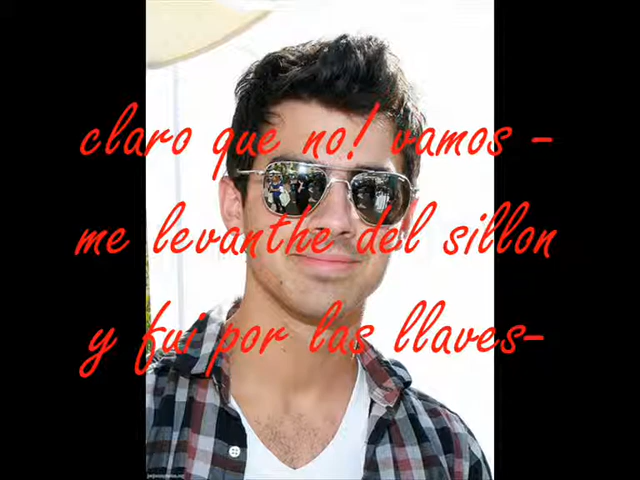 claro que no! vamos -
me levanthe del sillon
y fui por las llaves-